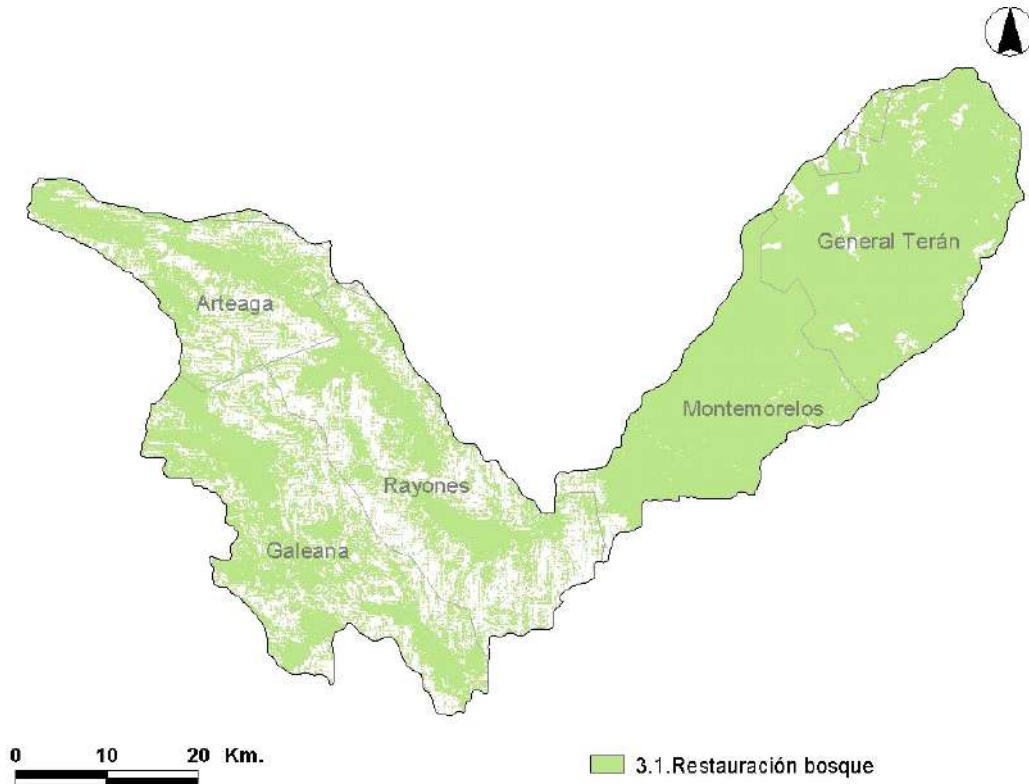 General Terán
Arteaga
Montemorelos
Rayones
Galeana
0 10 20 Km.
3.1.Restauración bosque